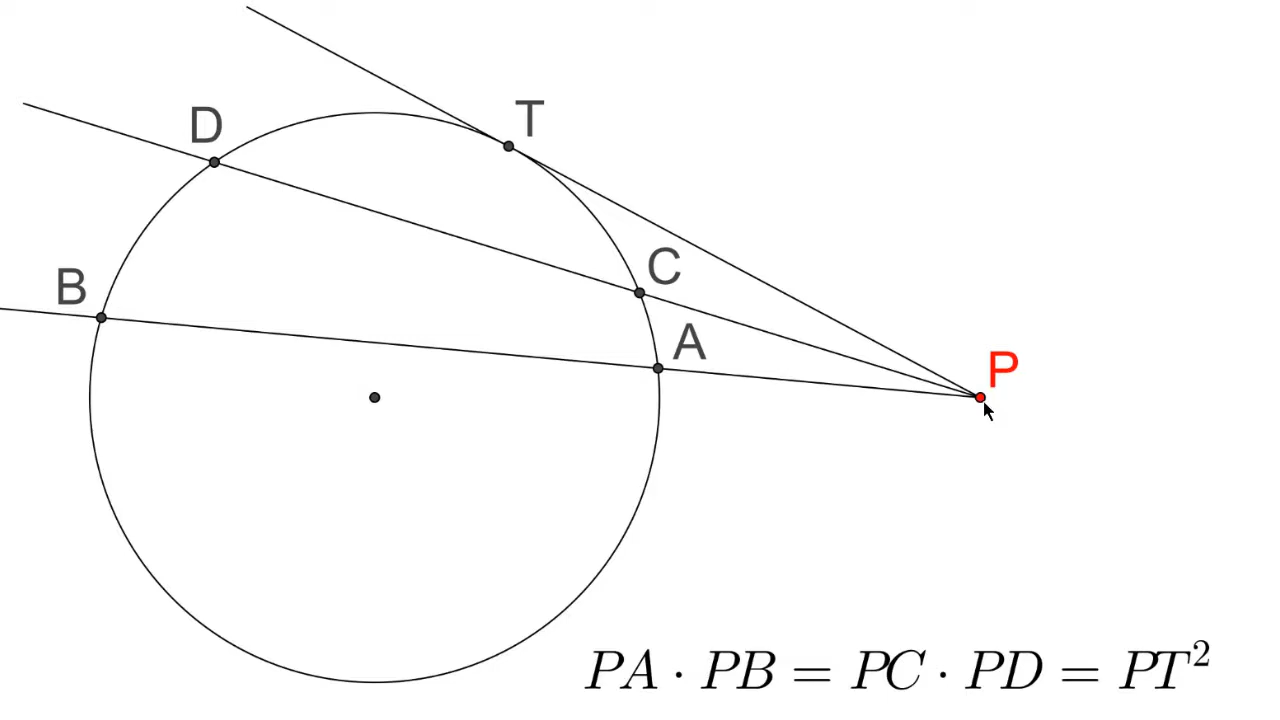 T
D
C
B
A
P
PA · PB = PC · PD = PT²